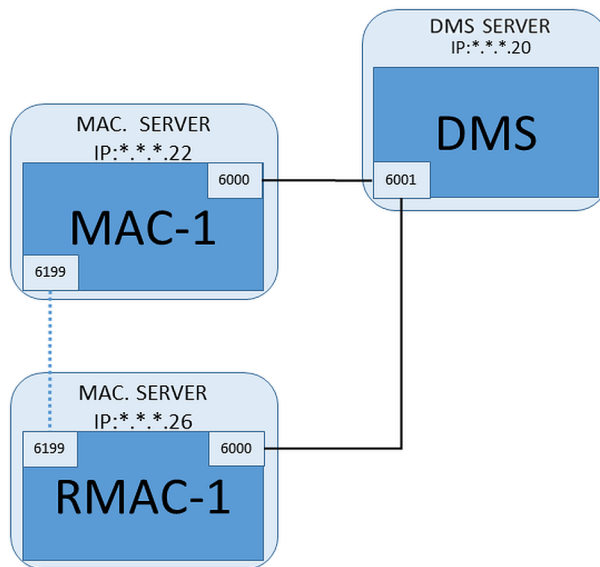 DMS SERVER
IP:*.*.*.20
DMS
6001
MAC. SERVER
IP:*.*.*.22
6000
MAC-1
6199
MAC. SERVER
IP:*.*.*.26
6199
6000
RMAC-1